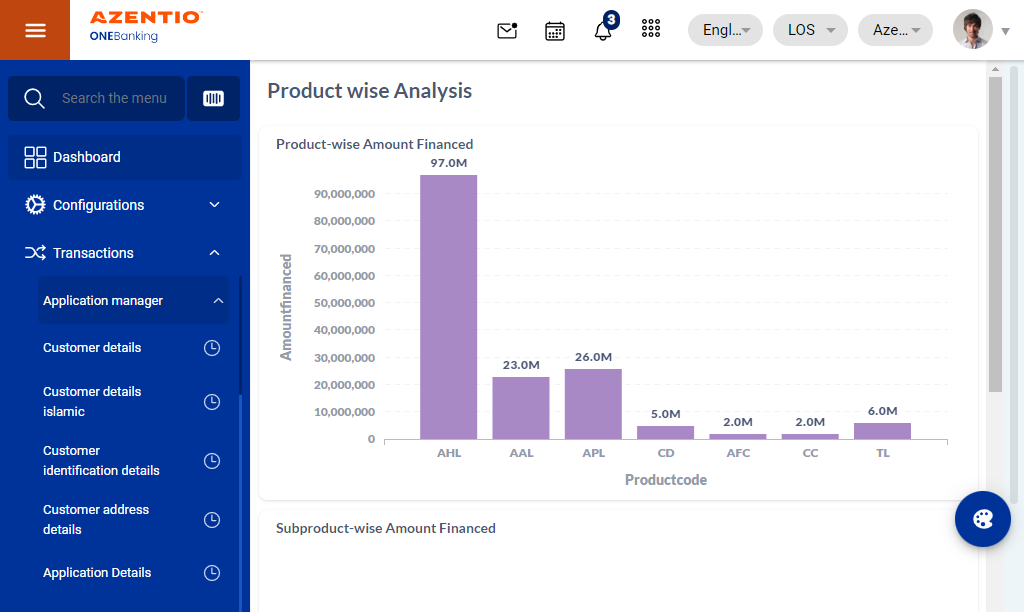 AZENTIO
ONEBanking
3
Engl...
LOS
Aze...
Search the menu
Dashboard
Configurations
Transactions
Application manager
Customer details
Customer details
islamic
Customer
identification details
Customer address
details
Application Details
Product wise Analysis
Product-wise Amount Financed
97.0M
90,000,000
80,000,000
70,000,000
60,000,000
50,000,000
40,000,000
30,000,000
20,000,000
10,000,000
0
Amountfinanced
23.0M
26.0M
5.0M
2.0M
2.0M
6.0M
AHL
AAL
APL
CD
AFC
CC
TL
Productcode
Subproduct-wise Amount Financed